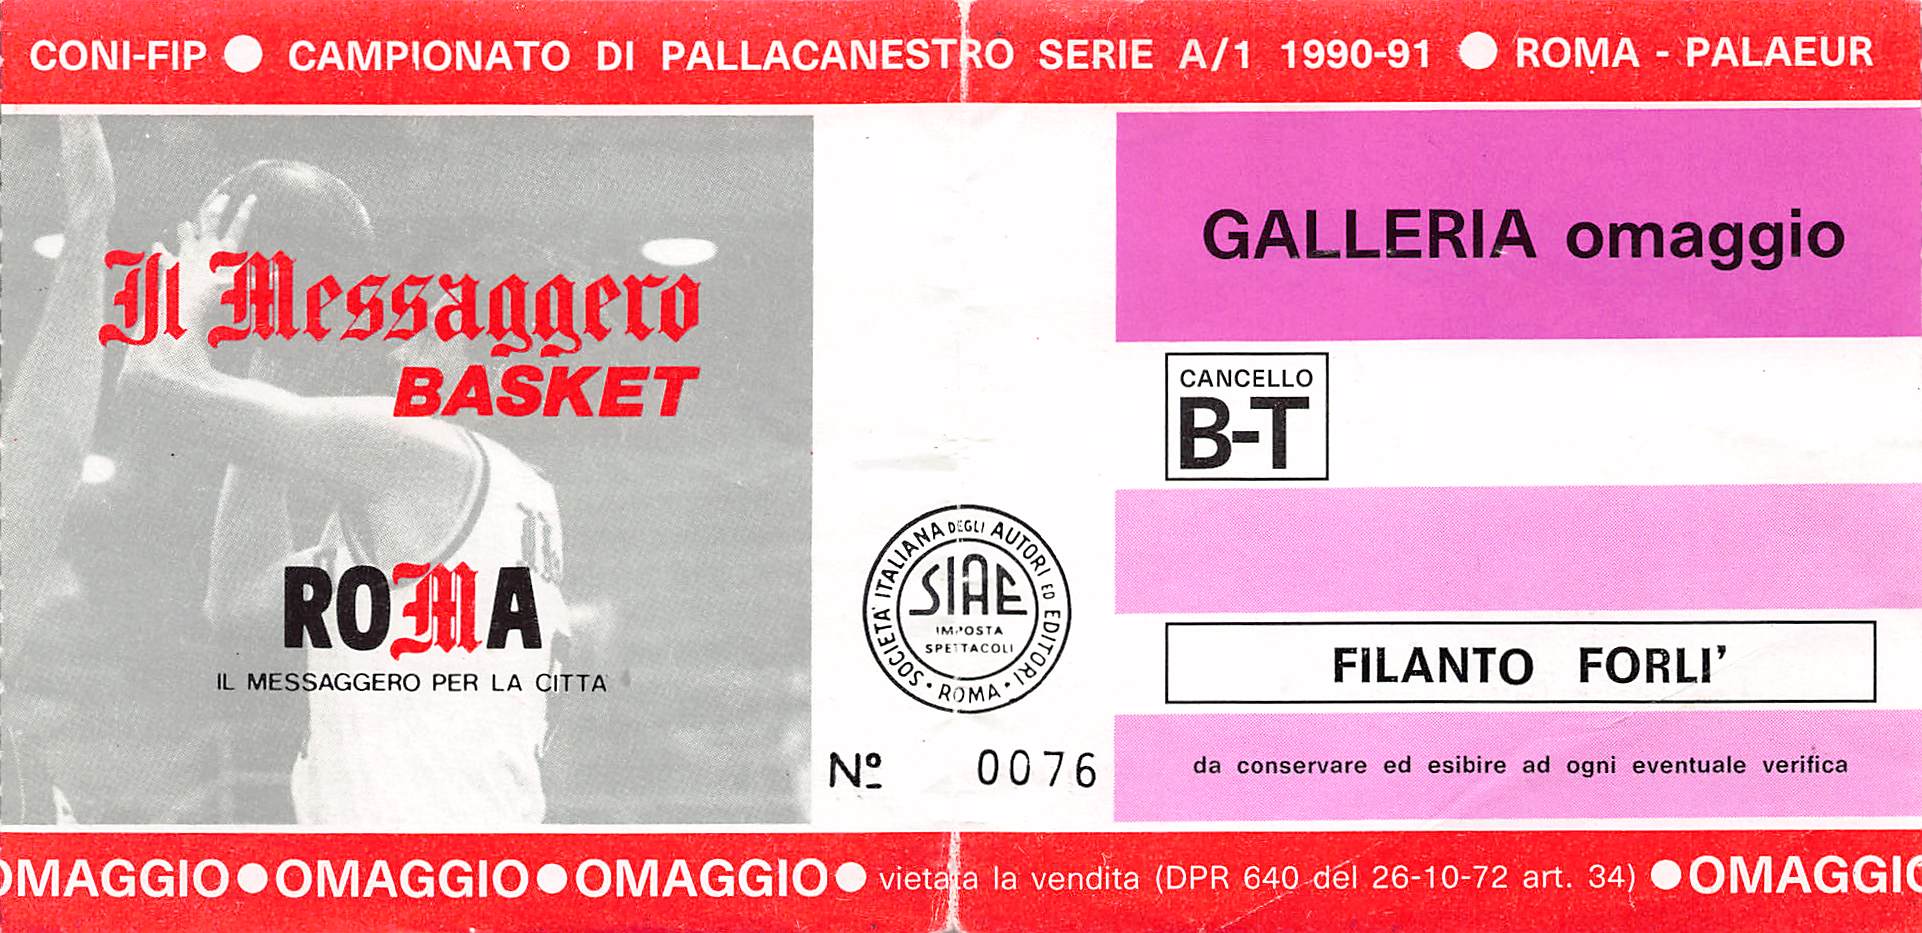 CONI-FIP ● CAMPIONATO DI PALLACANESTRO SERIE A/1 1990-91 ● ROMA - PALAEUR
Il Messaggero
BASKET
ROMA
IL MESSAGGERO PER LA CITTA'
SOCIETA' ITALIANA DEGLI AUTORI ED EDITORI
SIAE
IMPOSTA
SPETTACOLI
• ROMA •
Nº 0076
GALLERIA omaggio
CANCELLO
B-T
FILANTO FORLI'
da conservare ed esibire ad ogni eventuale verifica
OMAGGIO ● OMAGGIO ● OMAGGIO ● vietata la vendita (DPR 640 del 26-10-72 art. 34) ● OMAGGIO